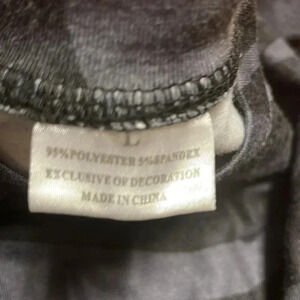 L
95%POLYESTER 5%SPANDEX
EXCLUSIVE OF DECORATION
MADE IN CHINA